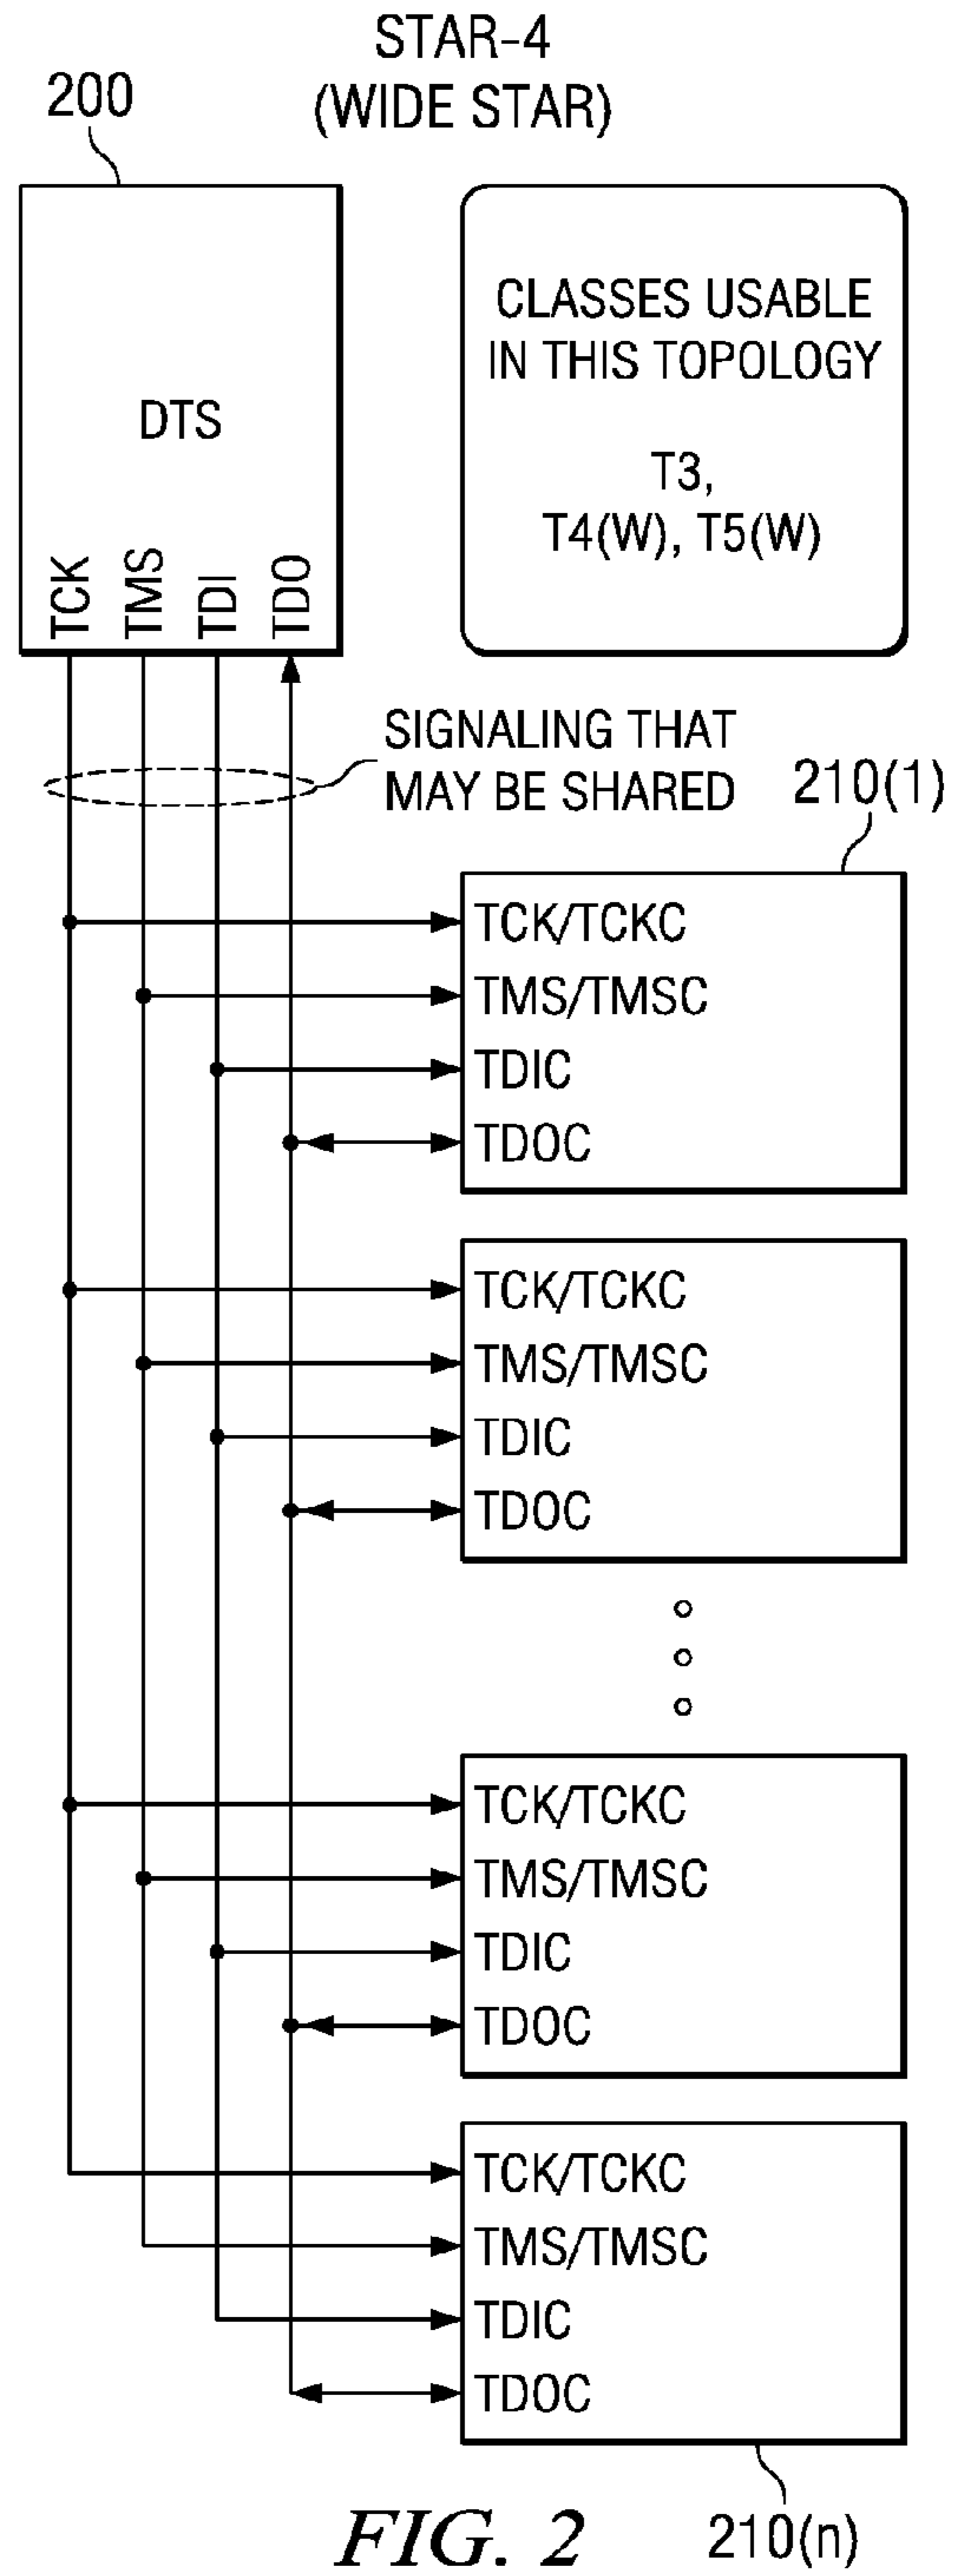 STAR-4
(WIDE STAR)
200
CLASSES USABLE
IN THIS TOPOLOGY
T3,
T4(W), T5(W)
DTS
TCK
TMS
TDI
TDO
SIGNALING THAT
MAY BE SHARED
210(1)
TCK/TCKC
TMS/TMSC
TDIC
TDOC
TCK/TCKC
TMS/TMSC
TDIC
TDOC
TCK/TCKC
TMS/TMSC
TDIC
TDOC
TCK/TCKC
TMS/TMSC
TDIC
TDOC
210(n)
FIG. 2